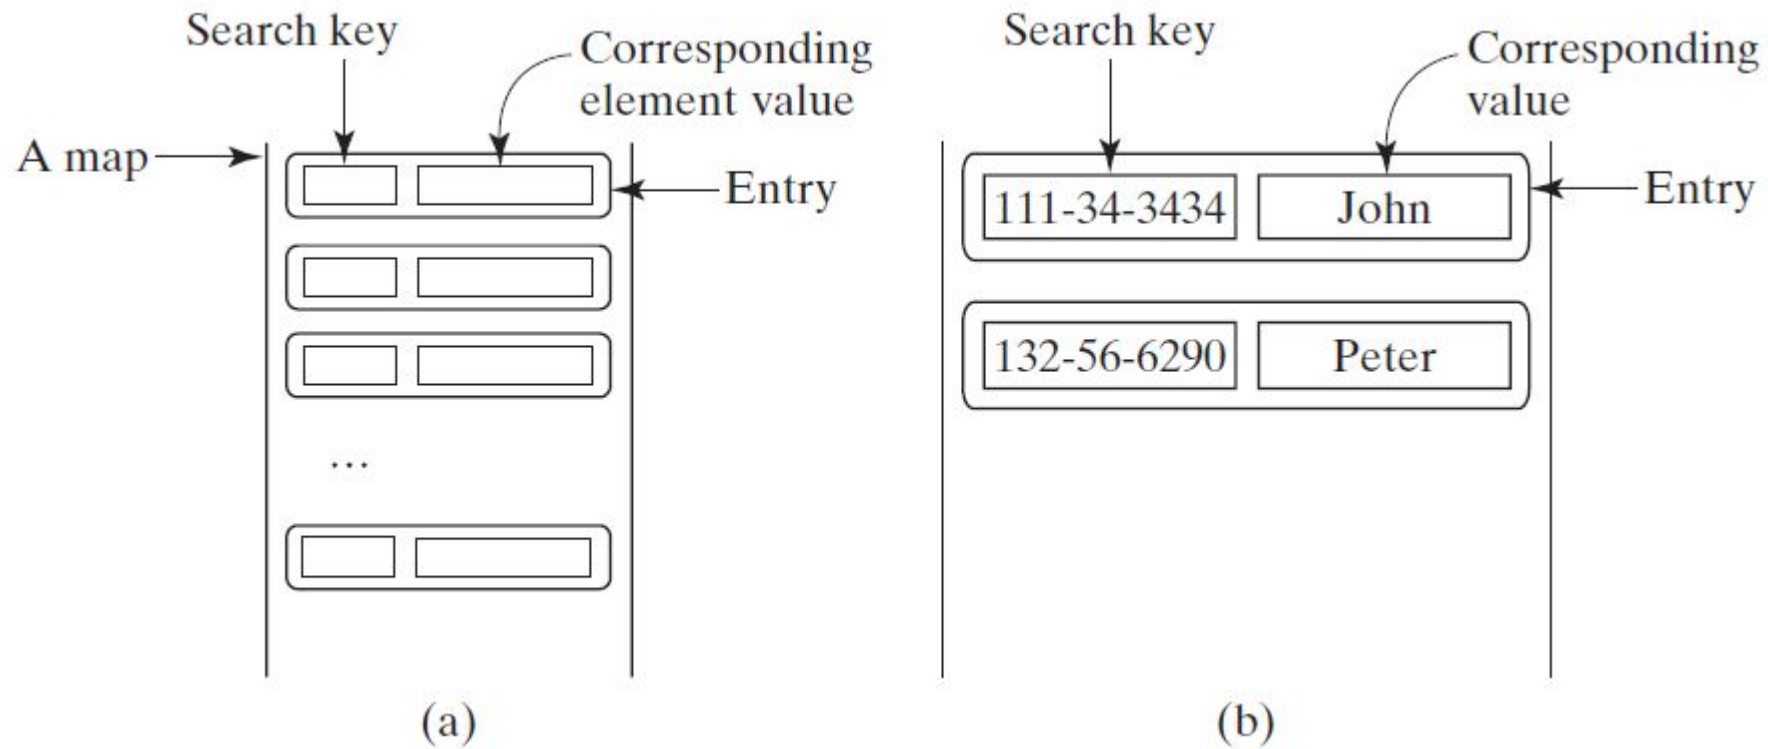 Search key
Corresponding
element value
A map
Entry
...
(a)
Search key
Corresponding
value
111-34-3434 John
Entry
132-56-6290 Peter
(b)